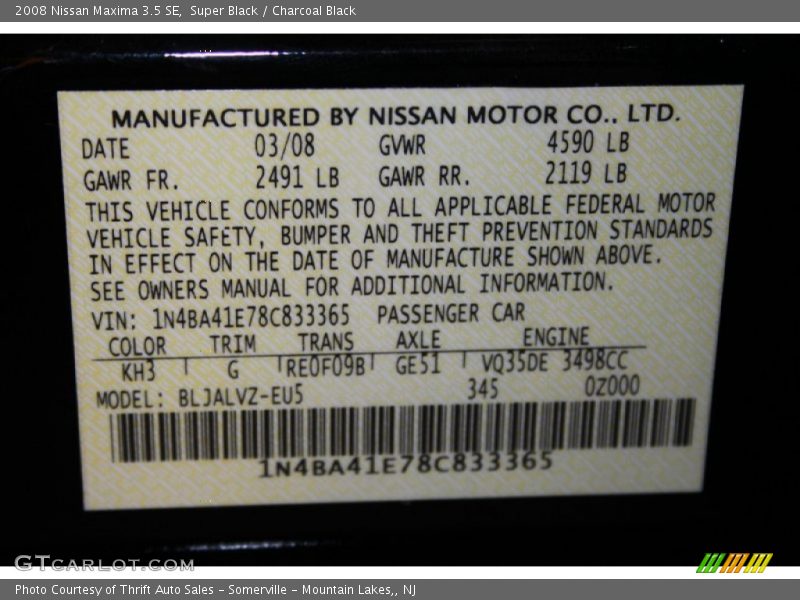 2008 Nissan Maxima 3.5 SE, Super Black / Charcoal Black
MANUFACTURED BY NISSAN MOTOR CO., LTD.
DATE 03/08 GVWR 4590 LB
GAWR FR. 2491 LB GAWR RR. 2119 LB
THIS VEHICLE CONFORMS TO ALL APPLICABLE FEDERAL MOTOR
VEHICLE SAFETY, BUMPER AND THEFT PREVENTION STANDARDS
IN EFFECT ON THE DATE OF MANUFACTURE SHOWN ABOVE.
SEE OWNERS MANUAL FOR ADDITIONAL INFORMATION.
VIN: 1N4BA41E78C833365 PASSENGER CAR
COLOR TRIM TRANS AXLE ENGINE
KH3 G RE0F09B GE51 VQ35DE 3498CC
MODEL: BLJALVZ-EU5 345 0Z000
1N4BA41E78C833365
GTCARLOT.COM
Photo Courtesy of Thrift Auto Sales - Somerville - Mountain Lakes,, NJ